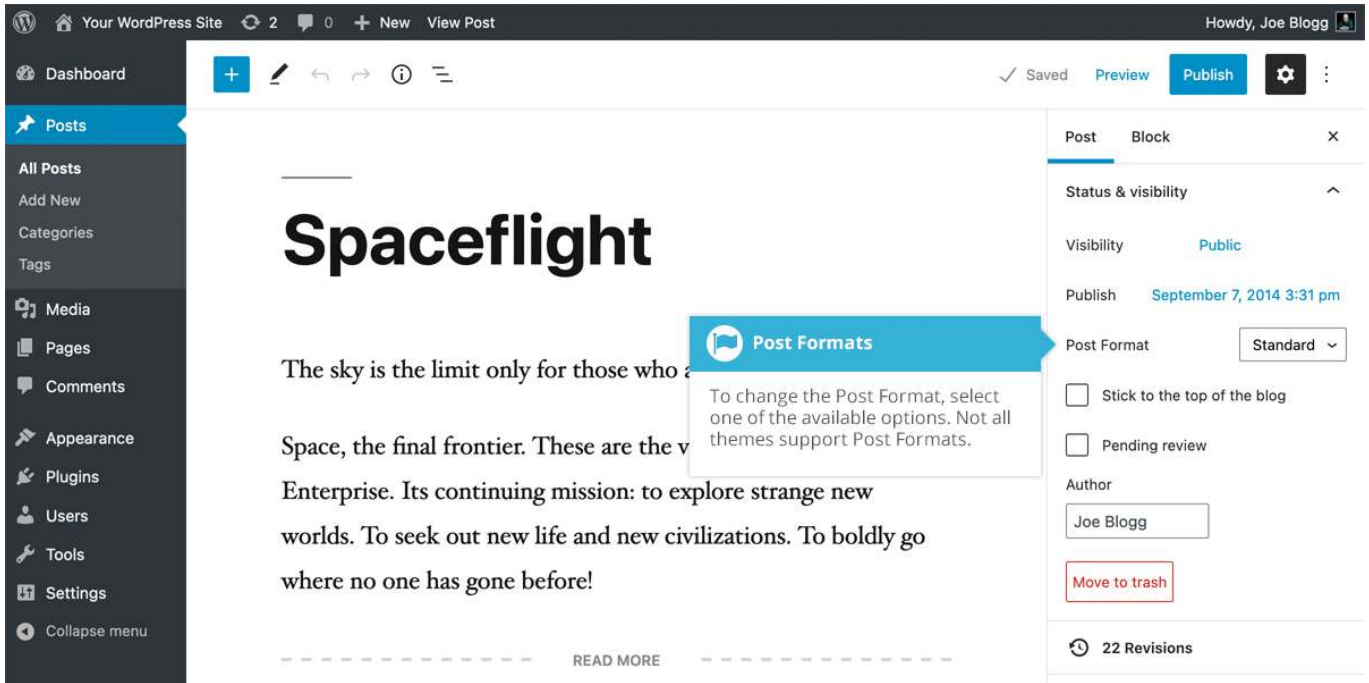 Your WordPress Site 2 0 New View Post Howdy, Joe Blogg
Dashboard
Posts
All Posts
Add New
Categories
Tags
Media
Pages
Comments
Appearance
Plugins
Users
Tools
Settings
Collapse menu
Saved Preview Publish
Spaceflight
The sky is the limit only for those who
Space, the final frontier. These are the
Enterprise. Its continuing mission: to explore strange new
worlds. To seek out new life and new civilizations. To boldly go
where no one has gone before!
READ MORE
Post Formats
To change the Post Format, select
one of the available options. Not all
themes support Post Formats.
Post Block
Status & visibility
Visibility Public
Publish September 7, 2014 3:31 pm
Post Format Standard
Stick to the top of the blog
Pending review
Author
Joe Blogg
Move to trash
22 Revisions